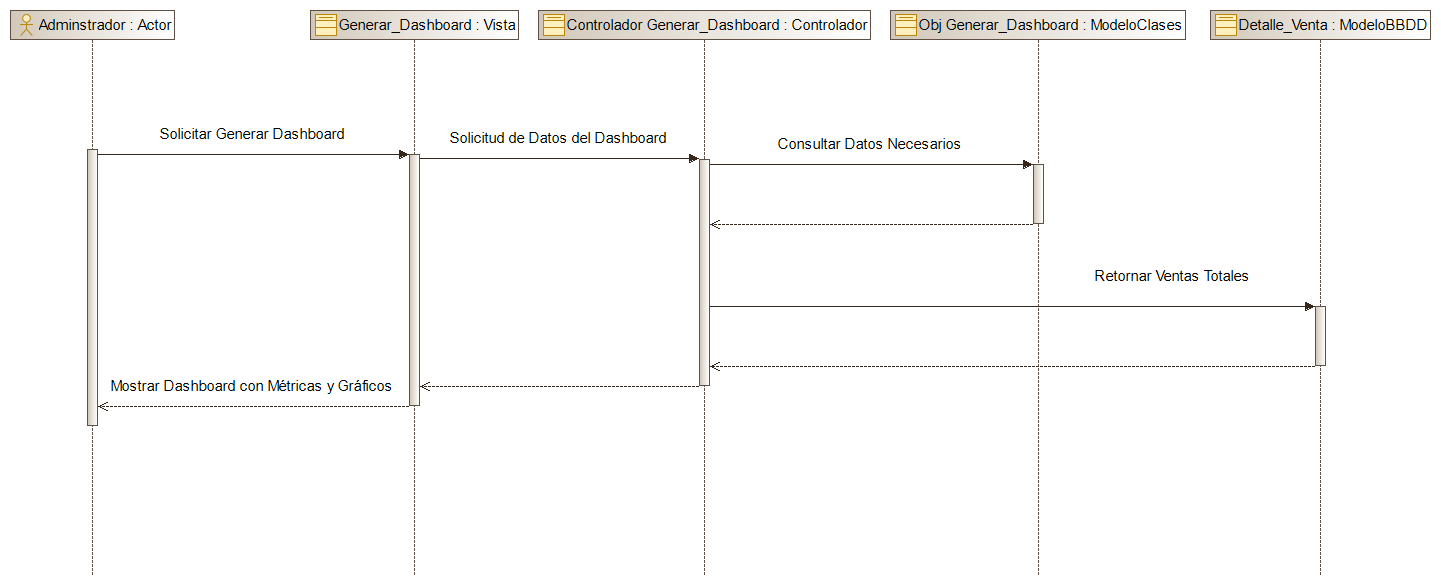 Adminstrador : Actor
Generar_Dashboard : Vista
Controlador Generar_Dashboard : Controlador
Obj Generar_Dashboard : ModeloClases
Detalle_Venta : ModeloBBDD
Solicitar Generar Dashboard
Solicitud de Datos del Dashboard
Consultar Datos Necesarios
Retornar Ventas Totales
Mostrar Dashboard con Métricas y Gráficos